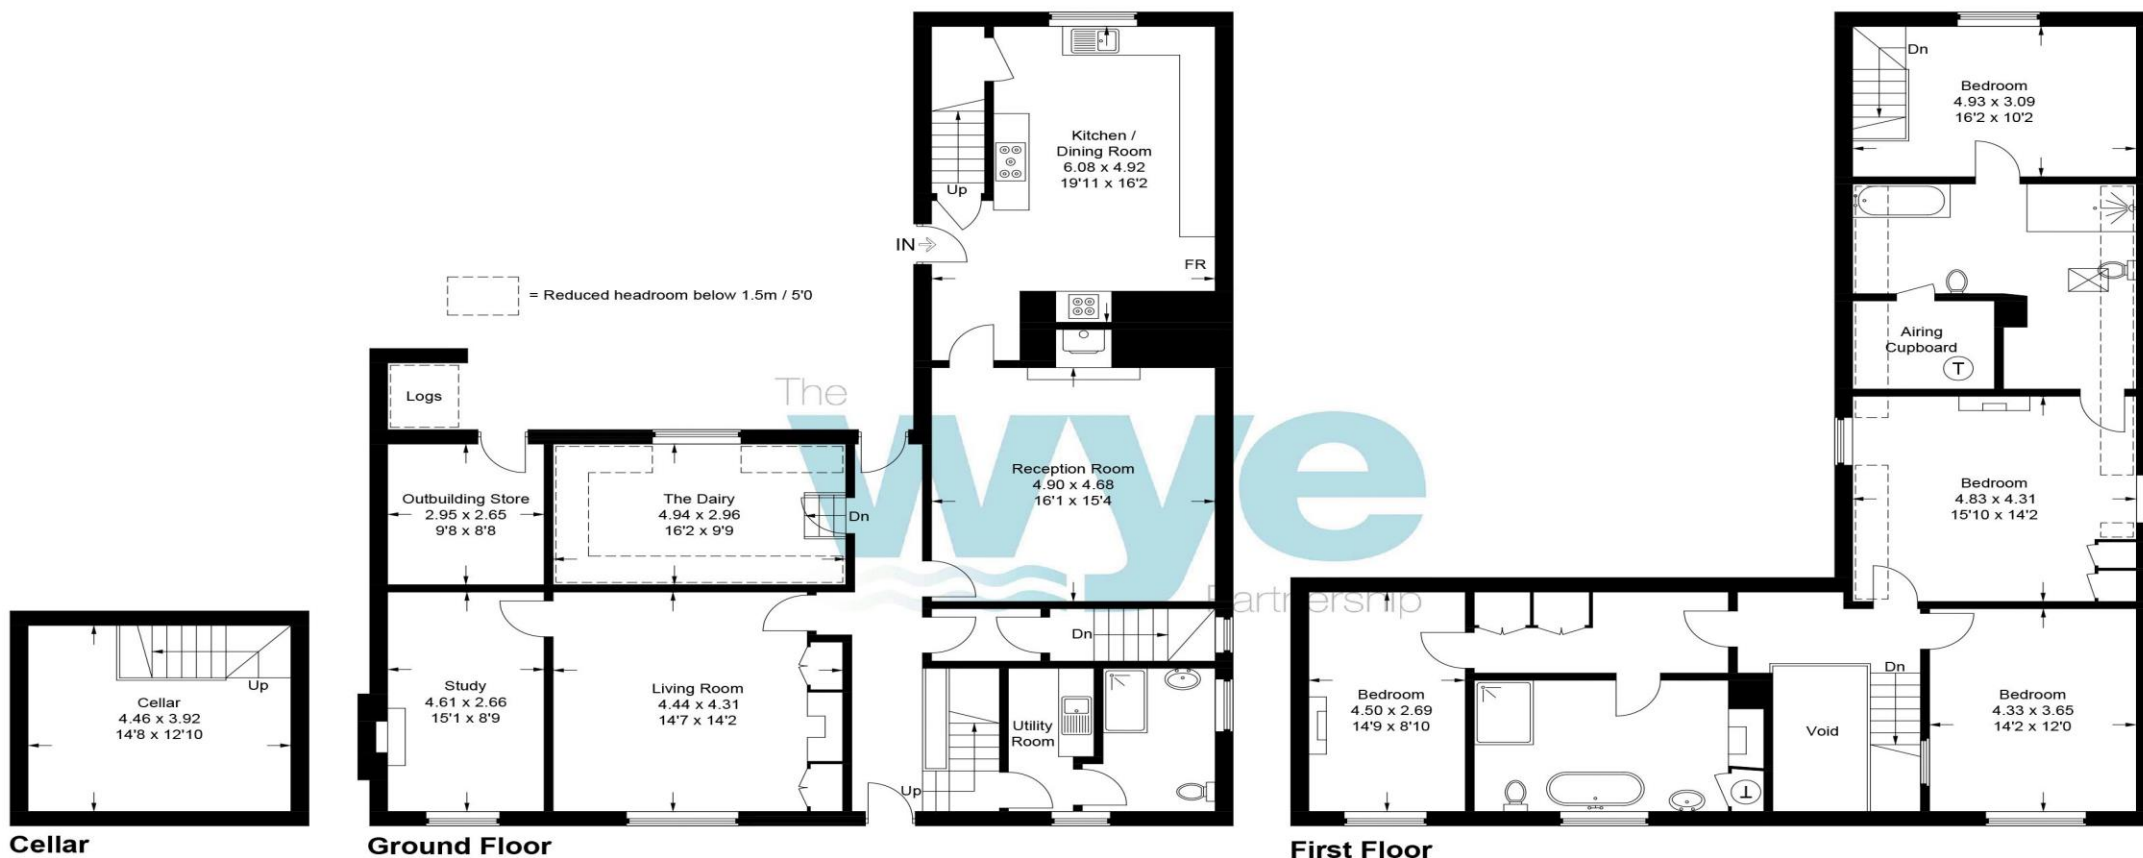 Cellar
4.46 x 3.92
14'8 x 12'10
Up
Cellar
= Reduced headroom below 1.5m / 5'0
Logs
Outbuilding Store
2.95 x 2.65
9'8 x 8'8
The Dairy
4.94 x 2.96
16'2 x 9'9
Dn
Study
4.61 x 2.66
15'1 x 8'9
Living Room
4.44 x 4.31
14'7 x 14'2
Kitchen /
Dining Room
6.08 x 4.92
19'11 x 16'2
Up
IN
FR
Reception Room
4.90 x 4.68
16'1 x 15'4
Dn
Utility
Room
Up
Ground Floor
The
wye
Partnership
Dn
Bedroom
4.93 x 3.09
16'2 x 10'2
Airing
Cupboard
T
Bedroom
4.83 x 4.31
15'10 x 14'2
Bedroom
4.50 x 2.69
14'9 x 8'10
T
Void
Dn
Bedroom
4.33 x 3.65
14'2 x 12'0
First Floor